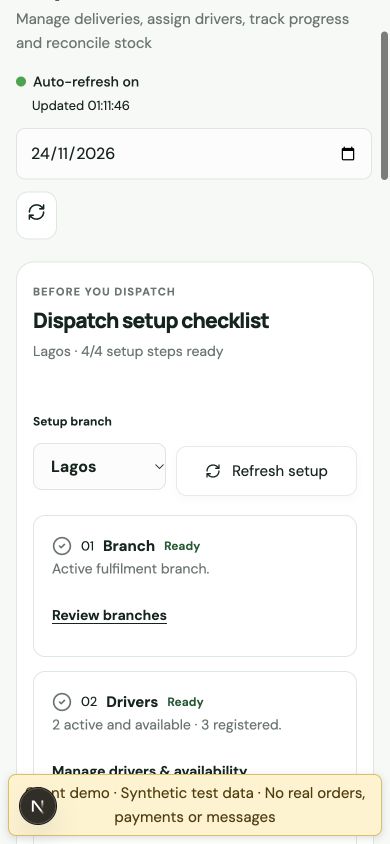 Manage deliveries, assign drivers, track progress
and reconcile stock
Auto-refresh on
Updated 01:11:46
24/11/2026
BEFORE YOU DISPATCH
Dispatch setup checklist
Lagos · 4/4 setup steps ready
Setup branch
Lagos
Refresh setup
01 Branch Ready
Active fulfilment branch.
Review branches
02 Drivers Ready
2 active and available · 3 registered.
Manage drivers & availability
demo · Synthetic test data · No real orders,
payments or messages
N